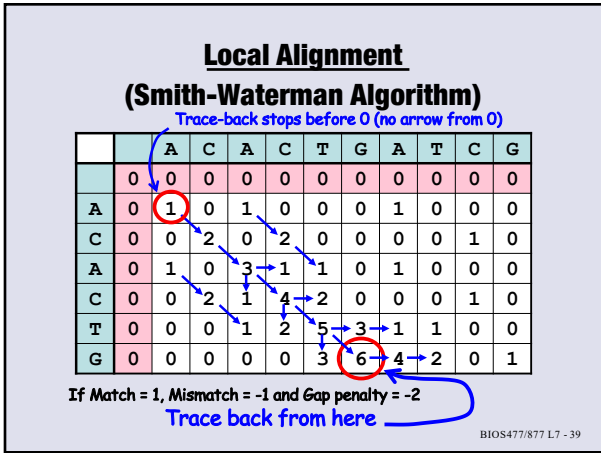 Local Alignment
(Smith-Waterman Algorithm)
Trace-back stops before 0 (no arrow from 0)
A C A C T G A T C G
0 0 0 0 0 0 0 0 0 0 0
A 0 1 0 1 0 0 0 1 0 0 0
C 0 0 2 0 2 0 0 0 0 1 0
A 0 1 0 3 1 1 0 1 0 0 0
C 0 0 2 1 4 2 0 0 0 1 0
T 0 0 0 1 2 5 3 1 1 0 0
G 0 0 0 0 0 3 6 4 2 0 1
If Match = 1, Mismatch = -1 and Gap penalty = -2
Trace back from here
BIOS477/877 L7 - 39